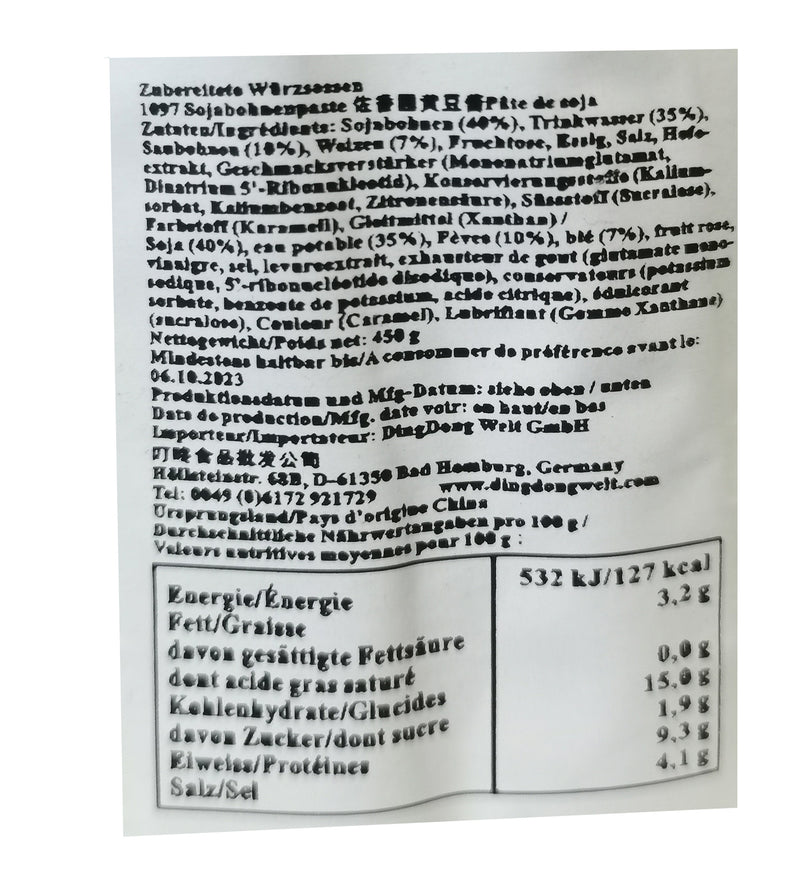 Zubereitete Würzsossen
1097 Sojabohnenpaste 佐香園黃豆醬Pâte de soja
Zutaten/Ingrédients: Sojabohnen (40%), Trinkwasser (35%),
Saubohnen (10%), Weizen (7%), Fruchtose, Essig, Salz, Hefe-
extrakt, Geschmacksverstärker (Mononatriumglutamat,
Dinatrium 5'-Ribonukleotid), Konservierungsstoffe (Kalium-
sorbat, Kaliumbenzoat, Zitronensäure), Süssstoff (Sucralose),
Farbstoff (Karamell), Gleitmittel (Xanthan) /
Soja (40%), eau potable (35%), Fèves (10%), blé (7%), fruit rose,
vinaigre, sel, levureextrait, exhausteur de gout (glutamate mono-
sodique, 5'-ribonucléotide disodique), conservateurs (potassium
sorbate, benzoate de potassium, acide citrique), édulcorant
(sucralose), Couleur (Caramel), Lubrifiant (Gomme Xanthane)
Nettogewicht/Poids net: 450 g
Mindestens haltbar bis/A consommer de préférence avant le:
06.10.2023
Produktionsdatum und Mfg-Datum: siehe oben / unten
Date de production/Mfg. date voir: en haut/en bas
Importeur/Importateur: DingDong Welt GmbH
叮咚食品批发公司
Hölleteinstr. 68B, D-61350 Bad Homburg, Germany
Tel: 0049 (0)6172 921729 www.dingdongwelt.com
Ursprungsland/Pays d'origine China
Durchschnittliche Nährwertangaben pro 100 g /
Valeurs nutritives moyennes pour 100 g :
Energie/Énergie 532 kJ/127 kcal
Fett/Graisse 3,2 g
davon gesättigte Fettsäure
dont acide gras saturé 0,0 g
Kohlenhydrate/Glucides 15,0 g
davon Zucker/dont sucre 1,9 g
Eiweiss/Protéines 9,3 g
Salz/Sel 4,1 g